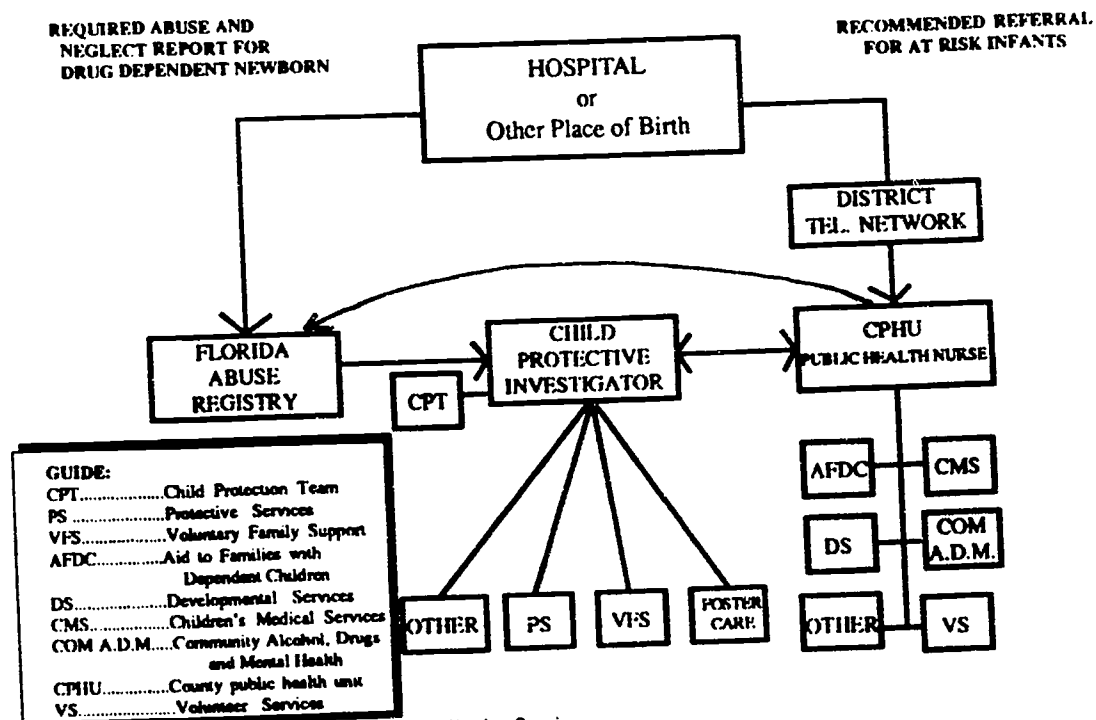 REQUIRED ABUSE AND
NEGLECT REPORT FOR
DRUG DEPENDENT NEWBORN
RECOMMENDED REFERRAL
FOR AT RISK INFANTS
HOSPITAL
or
Other Place of Birth
DISTRICT
TEL. NETWORK
FLORIDA
ABUSE
REGISTRY
CHILD
PROTECTIVE
INVESTIGATOR
CPT
CPHU
PUBLIC HEALTH NURSE
AFDC
CMS
DS
COM
A.D.M.
OTHER
VS
OTHER
PS
VFS
FOSTER
CARE
GUIDE:
CPT..................Child Protection Team
PS ...................Protective Services
VFS..................Voluntary Family Support
AFDC..............Aid to Families with
Dependent Children
DS....................Developmental Services
CMS................Children's Medical Services
COM A.D.M.....Community Alcohol, Drugs
and Mental Health
CPHU..............County public health unit
VS....................Volunteer Services